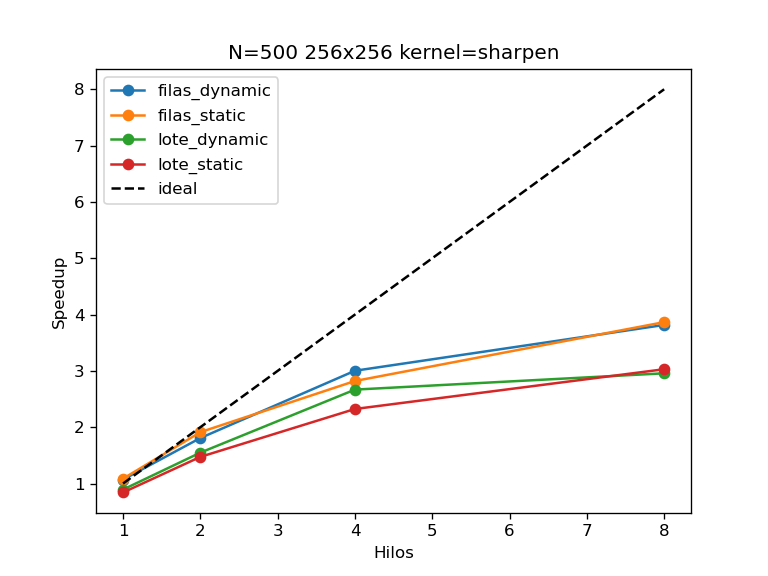 N=500 256x256 kernel=sharpen
filas_dynamic
filas_static
lote_dynamic
lote_static
ideal
Speedup
8
7
6
5
4
3
2
1
1 2 3 4 5 6 7 8
Hilos